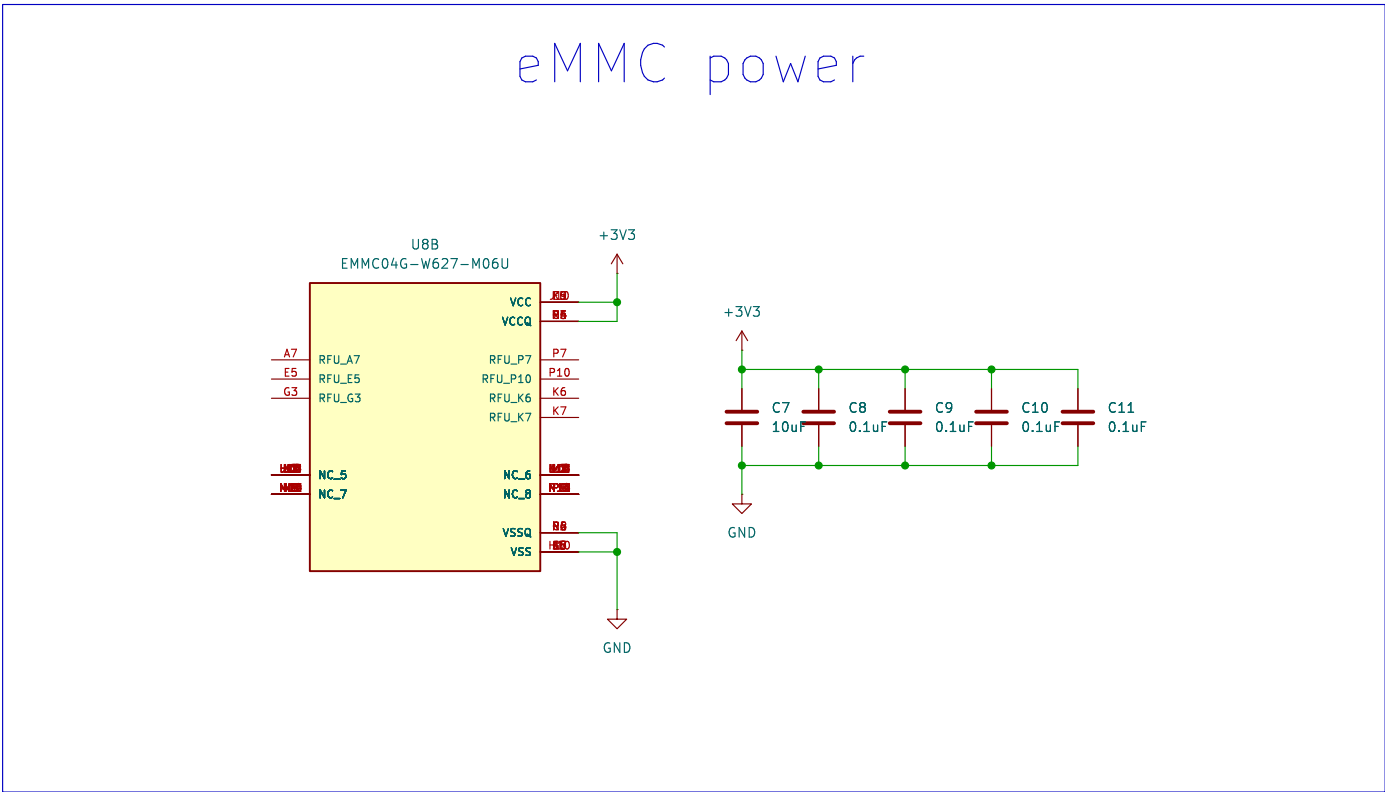 eMMC power
U8B
EMMC04G-W627-M06U
+3V3
VCC
VCCQ
A7 RFU_A7
E5 RFU_E5
G3 RFU_G3
RFU_P7 P7
RFU_P10 P10
RFU_K6 K6
RFU_K7 K7
NC_5
NC_7
NC_6
NC_8
VSSQ
VSS
GND
+3V3
C7
10uF
C8
0.1uF
C9
0.1uF
C10
0.1uF
C11
0.1uF
GND